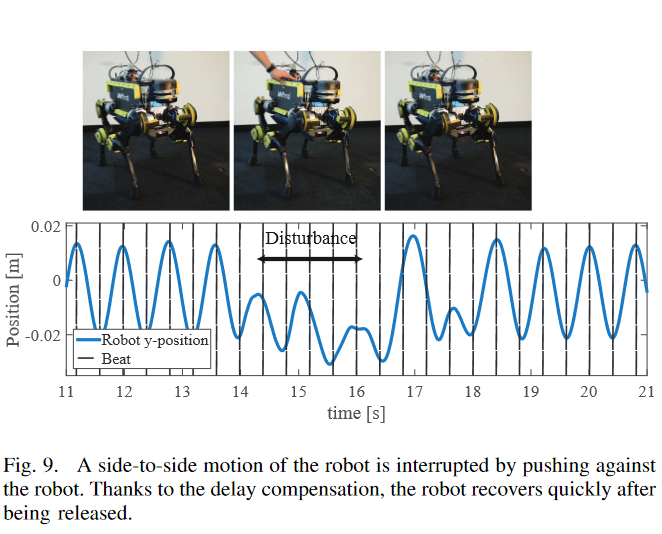 0.02
0
-0.02
Position [m]
Disturbance
Robot y-position
Beat
11 12 13 14 15 16 17 18 19 20 21
time [s]
Fig. 9. A side-to-side motion of the robot is interrupted by pushing against
the robot. Thanks to the delay compensation, the robot recovers quickly after
being released.